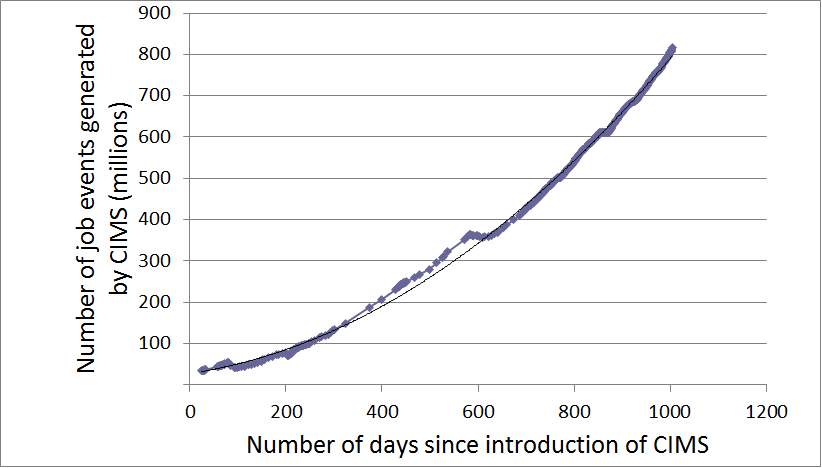 Number of job events generated
by CIMS (millions)
900
800
700
600
500
400
300
200
100
0 200 400 600 800 1000 1200
Number of days since introduction of CIMS